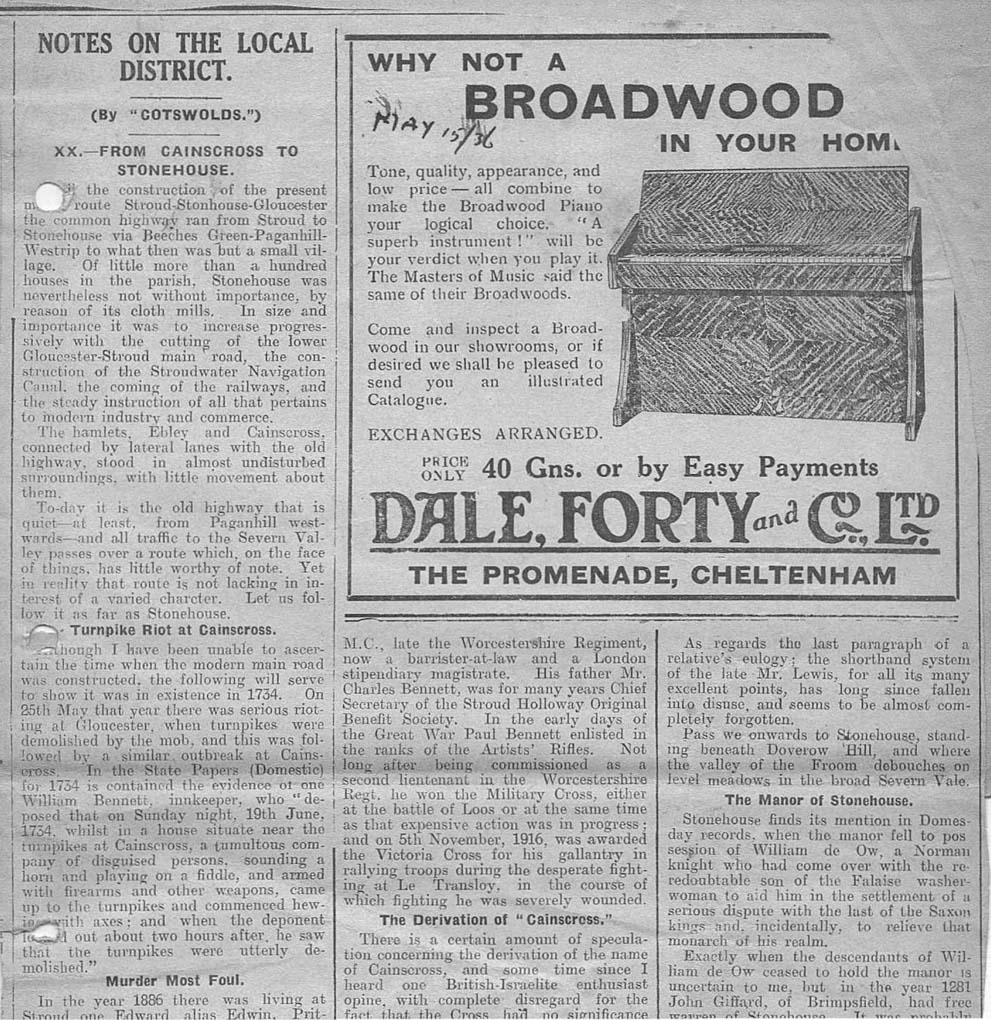 NOTES ON THE LOCAL
DISTRICT.
(By "COTSWOLDS.")
XX.—FROM CAINSCROSS TO
STONEHOUSE.
the construction of the present
route Stroud-Stonhouse-Gloucester
the common highway ran from Stroud to
Stonehouse via Beeches Green-Paganhill-
Westrip to what then was but a small vil-
lage. Of little more than a hundred
houses in the parish, Stonehouse was
nevertheless not without importance, by
reason of its cloth mills. In size and
importance it was to increase progres-
sively with the cutting of the lower
Gloucester-Stroud main road, the con-
struction of the Stroudwater Navigation
Canal, the coming of the railways, and
the steady instruction of all that pertains
to modern industry and commerce.
The hamlets, Ebley and Cainscross,
connected by lateral lanes with the old
highway, stood in almost undisturbed
surroundings, with little movement about
them.
To-day it is the old highway that is
quiet—at least, from Paganhill west-
wards—and all traffic to the Severn Val-
ley passes over a route which, on the face
of things, has little worthy of note. Yet
in reality that route is not lacking in in-
terest of a varied charcter. Let us fol-
low it as far as Stonehouse.
Turnpike Riot at Cainscross.
though I have been unable to ascer-
tain the time when the modern main road
was constructed, the following will serve
to show it was in existence in 1734. On
25th May that year there was serious riot-
ing at Gloucester, when turnpikes were
demolished by the mob, and this was fol-
lowed by a similar outbreak at Cains-
cross. In the State Papers (Domestic)
for 1734 is contained the evidence of one
William Bennett, innkeeper, who "de-
posed that on Sunday night, 19th June,
1734, whilst in a house situate near the
turnpikes at Cainscross, a tumultous com-
pany of disguised persons, sounding a
horn and playing on a fiddle, and armed
with firearms and other weapons, came
up to the turnpikes and commenced hew-
ing with axes; and when the deponent
out about two hours after, he saw
that the turnpikes were utterly de-
molished."
Murder Most Foul.
In the year 1886 there was living at
Stroud one Edward, alias Edwin, Prit-
WHY NOT A
BROADWOOD
MAY 15/36
IN YOUR HOM
Tone, quality, appearance, and
low price — all combine to
make the Broadwood Piano
your logical choice. "A
superb instrument!" will be
your verdict when you play it.
The Masters of Music said the
same of their Broadwoods.
Come and inspect a Broad-
wood in our showrooms, or if
desired we shall be pleased to
send you an illustrated
Catalogue.
EXCHANGES ARRANGED.
PRICE ONLY 40 Gns. or by Easy Payments
DALE, FORTY and CO., LTD.
THE PROMENADE, CHELTENHAM
M.C., late the Worcestershire Regiment,
now a barrister-at-law and a London
stipendiary magistrate. His father Mr.
Charles Bennett, was for many years Chief
Secretary of the Stroud Holloway Original
Benefit Society. In the early days of
the Great War Paul Bennett enlisted in
the ranks of the Artists' Rifles. Not
long after being commissioned as a
second lientenant in the Worcestershire
Regt. he won the Military Cross, either
at the battle of Loos or at the same time
as that expensive action was in progress;
and on 5th November, 1916, was awarded
the Victoria Cross for his gallantry in
rallying troops during the desperate fight-
ing at Le Transloy, in the course of
which fighting he was severely wounded.
The Derivation of "Cainscross."
There is a certain amount of specula-
tion concerning the derivation of the name
of Cainscross, and some time since I
heard one British-Israelite enthusiast
opine, with complete disregard for the
fact that the Cross had no significance
As regards the last paragraph of a
relative's eulogy; the shorthand system
of the late Mr. Lewis, for all its many
excellent points, has long since fallen
into disuse, and seems to be almost com-
pletely forgotten.
Pass we onwards to Stonehouse, stand-
ing beneath Doverow Hill, and where
the valley of the Froom debouches on
level meadows in the broad Severn Vale.
The Manor of Stonehouse.
Stonehouse finds its mention in Domes-
day records, when the manor fell to pos
session of William de Ow, a Norman
knight who had come over with the re-
redoubtable son of the Falaise washer-
woman to aid him in the settlement of a
serious dispute with the last of the Saxon
kings and, incidentally, to relieve that
monarch of his realm.
Exactly when the descendants of Wil-
liam de Ow ceased to hold the manor is
uncertain to me, but in the year 1281
John Giffard, of Brimpsfield, had free
warren of Stonehouse. It was probably